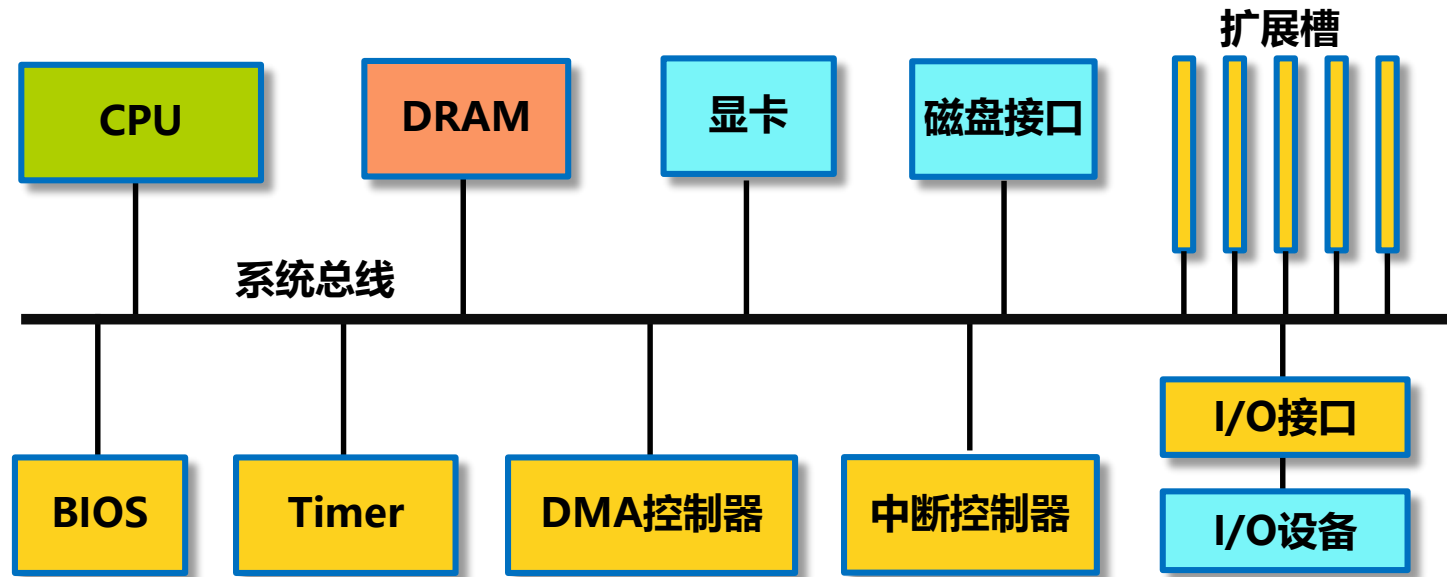 扩展槽
CPU
DRAM
显卡
磁盘接口
系统总线
I/O接口
BIOS
Timer
DMA控制器
中断控制器
I/O设备